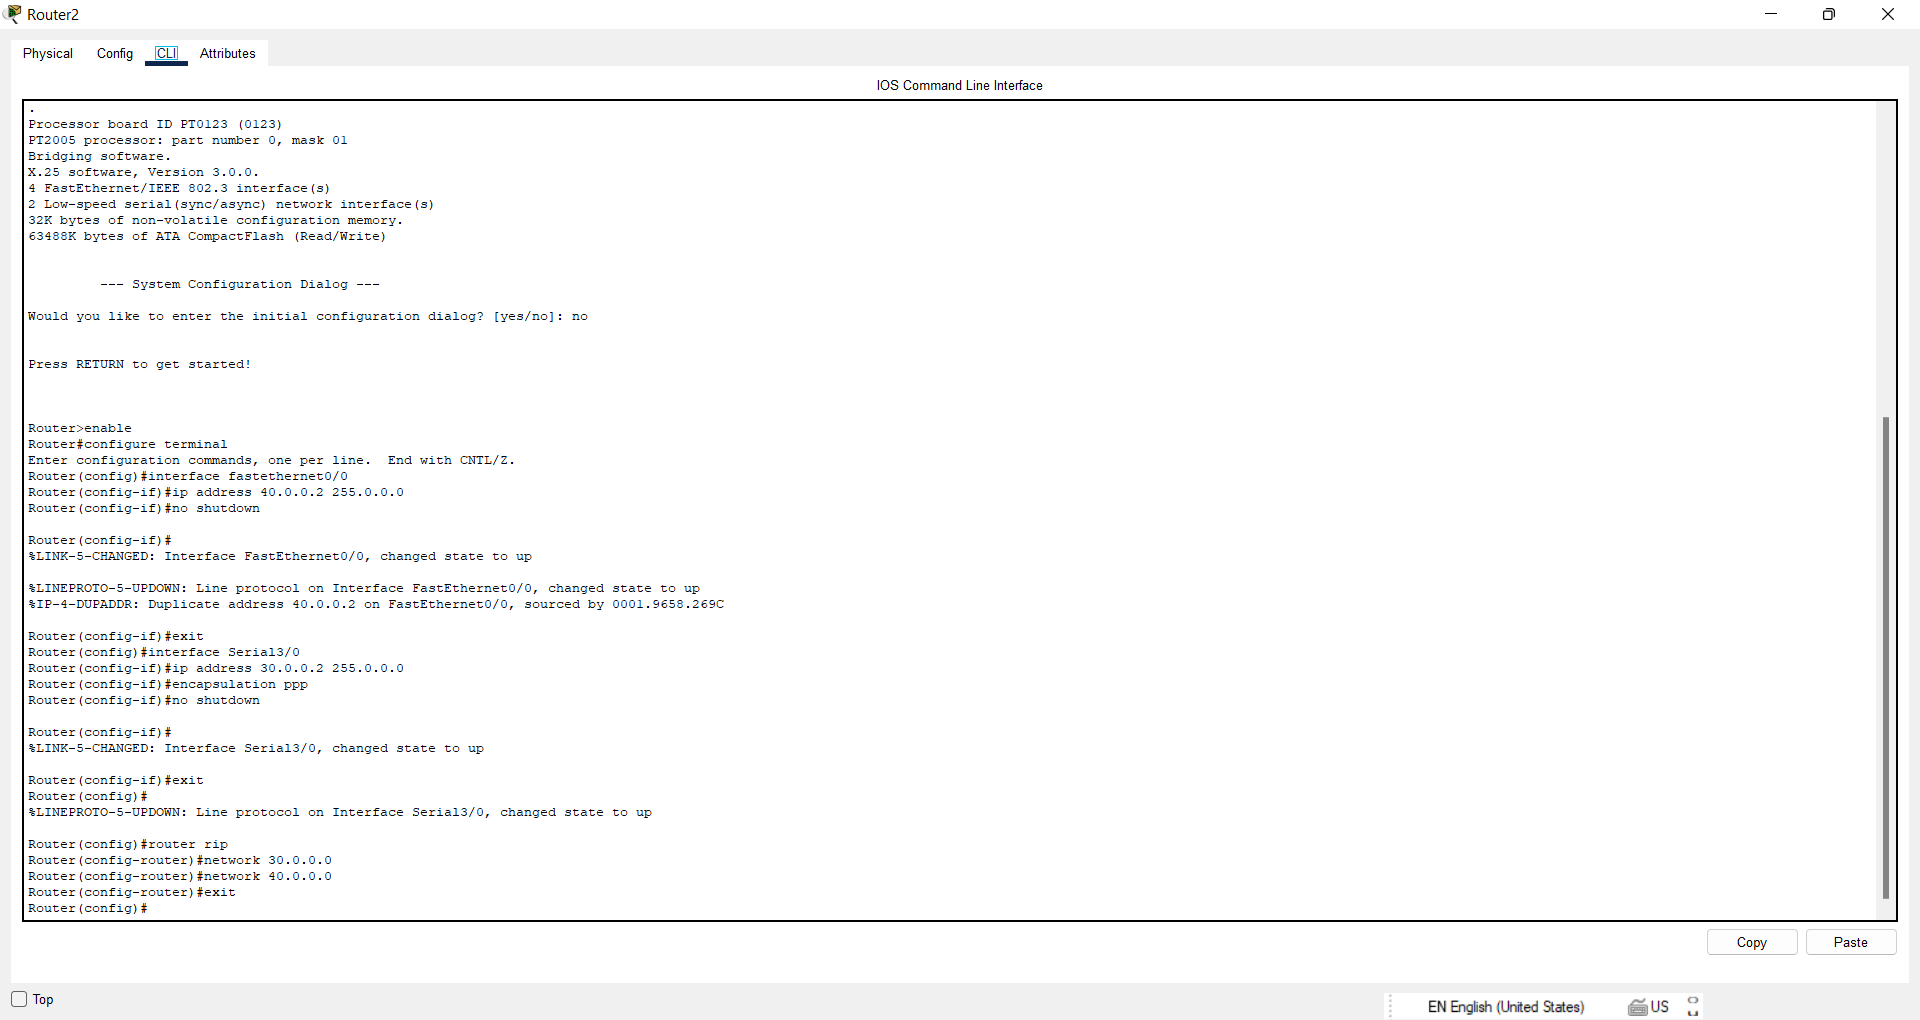 Router2
Physical Config CLI Attributes
IOS Command Line Interface
.
Processor board ID PT0123 (0123)
PT2005 processor: part number 0, mask 01
Bridging software.
X.25 software, Version 3.0.0.
4 FastEthernet/IEEE 802.3 interface(s)
2 Low-speed serial(sync/async) network interface(s)
32K bytes of non-volatile configuration memory.
63488K bytes of ATA CompactFlash (Read/Write)
--- System Configuration Dialog ---
Would you like to enter the initial configuration dialog? [yes/no]: no
Press RETURN to get started!
Router>enable
Router#configure terminal
Enter configuration commands, one per line.  End with CNTL/Z.
Router(config)#interface fastethernet0/0
Router(config-if)#ip address 40.0.0.2 255.0.0.0
Router(config-if)#no shutdown
Router(config-if)#
%LINK-5-CHANGED: Interface FastEthernet0/0, changed state to up
%LINEPROTO-5-UPDOWN: Line protocol on Interface FastEthernet0/0, changed state to up
%IP-4-DUPADDR: Duplicate address 40.0.0.2 on FastEthernet0/0, sourced by 0001.9658.269C
Router(config-if)#exit
Router(config)#interface Serial3/0
Router(config-if)#ip address 30.0.0.2 255.0.0.0
Router(config-if)#encapsulation ppp
Router(config-if)#no shutdown
Router(config-if)#
%LINK-5-CHANGED: Interface Serial3/0, changed state to up
Router(config-if)#exit
Router(config)#
%LINEPROTO-5-UPDOWN: Line protocol on Interface Serial3/0, changed state to up
Router(config)#router rip
Router(config-router)#network 30.0.0.0
Router(config-router)#network 40.0.0.0
Router(config-router)#exit
Router(config)#
Copy Paste
Top
EN English (United States) US